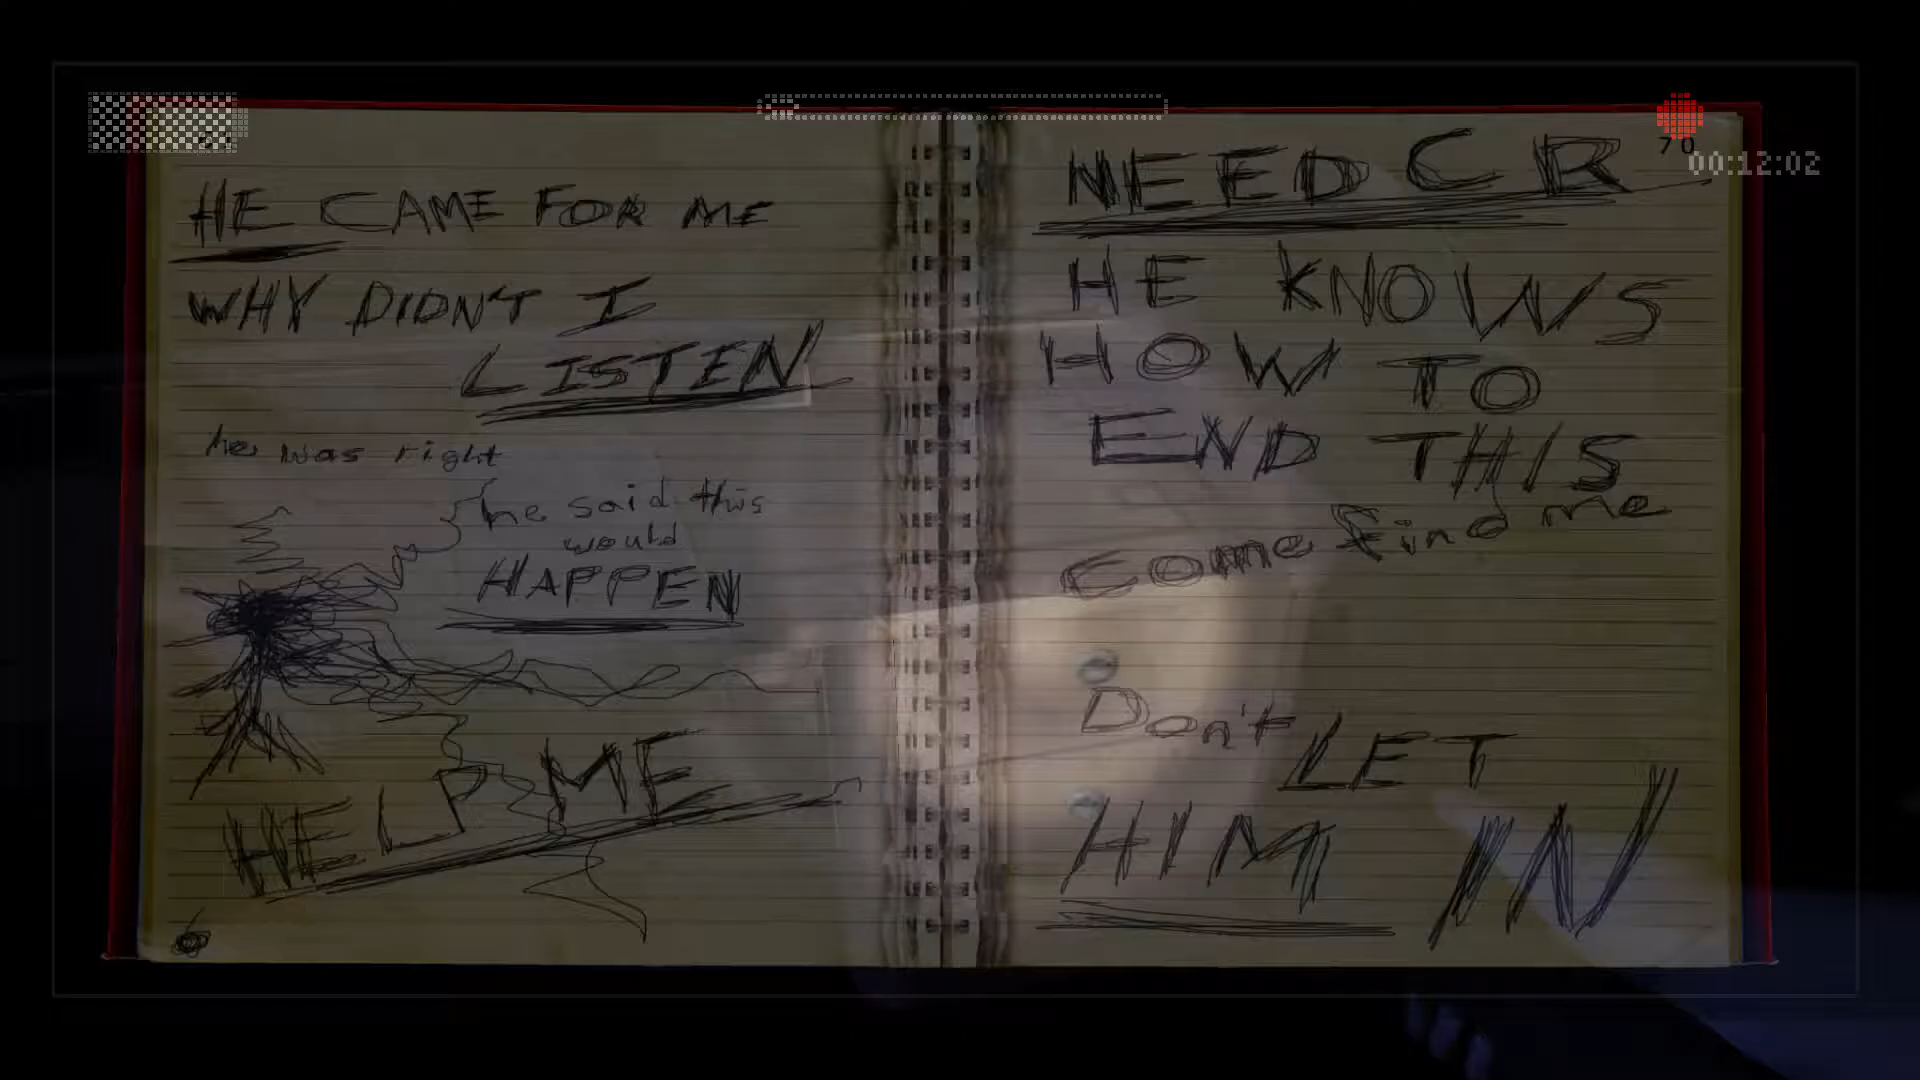 HE CAME FOR ME
WHY DIDN'T I
LISTEN
he was right
he said this
would
HAPPEN
HELP ME
70
00:12:02
NEED CR
HE KNOWS
HOW TO
END THIS
Come find me
Don't LET
HIM IN